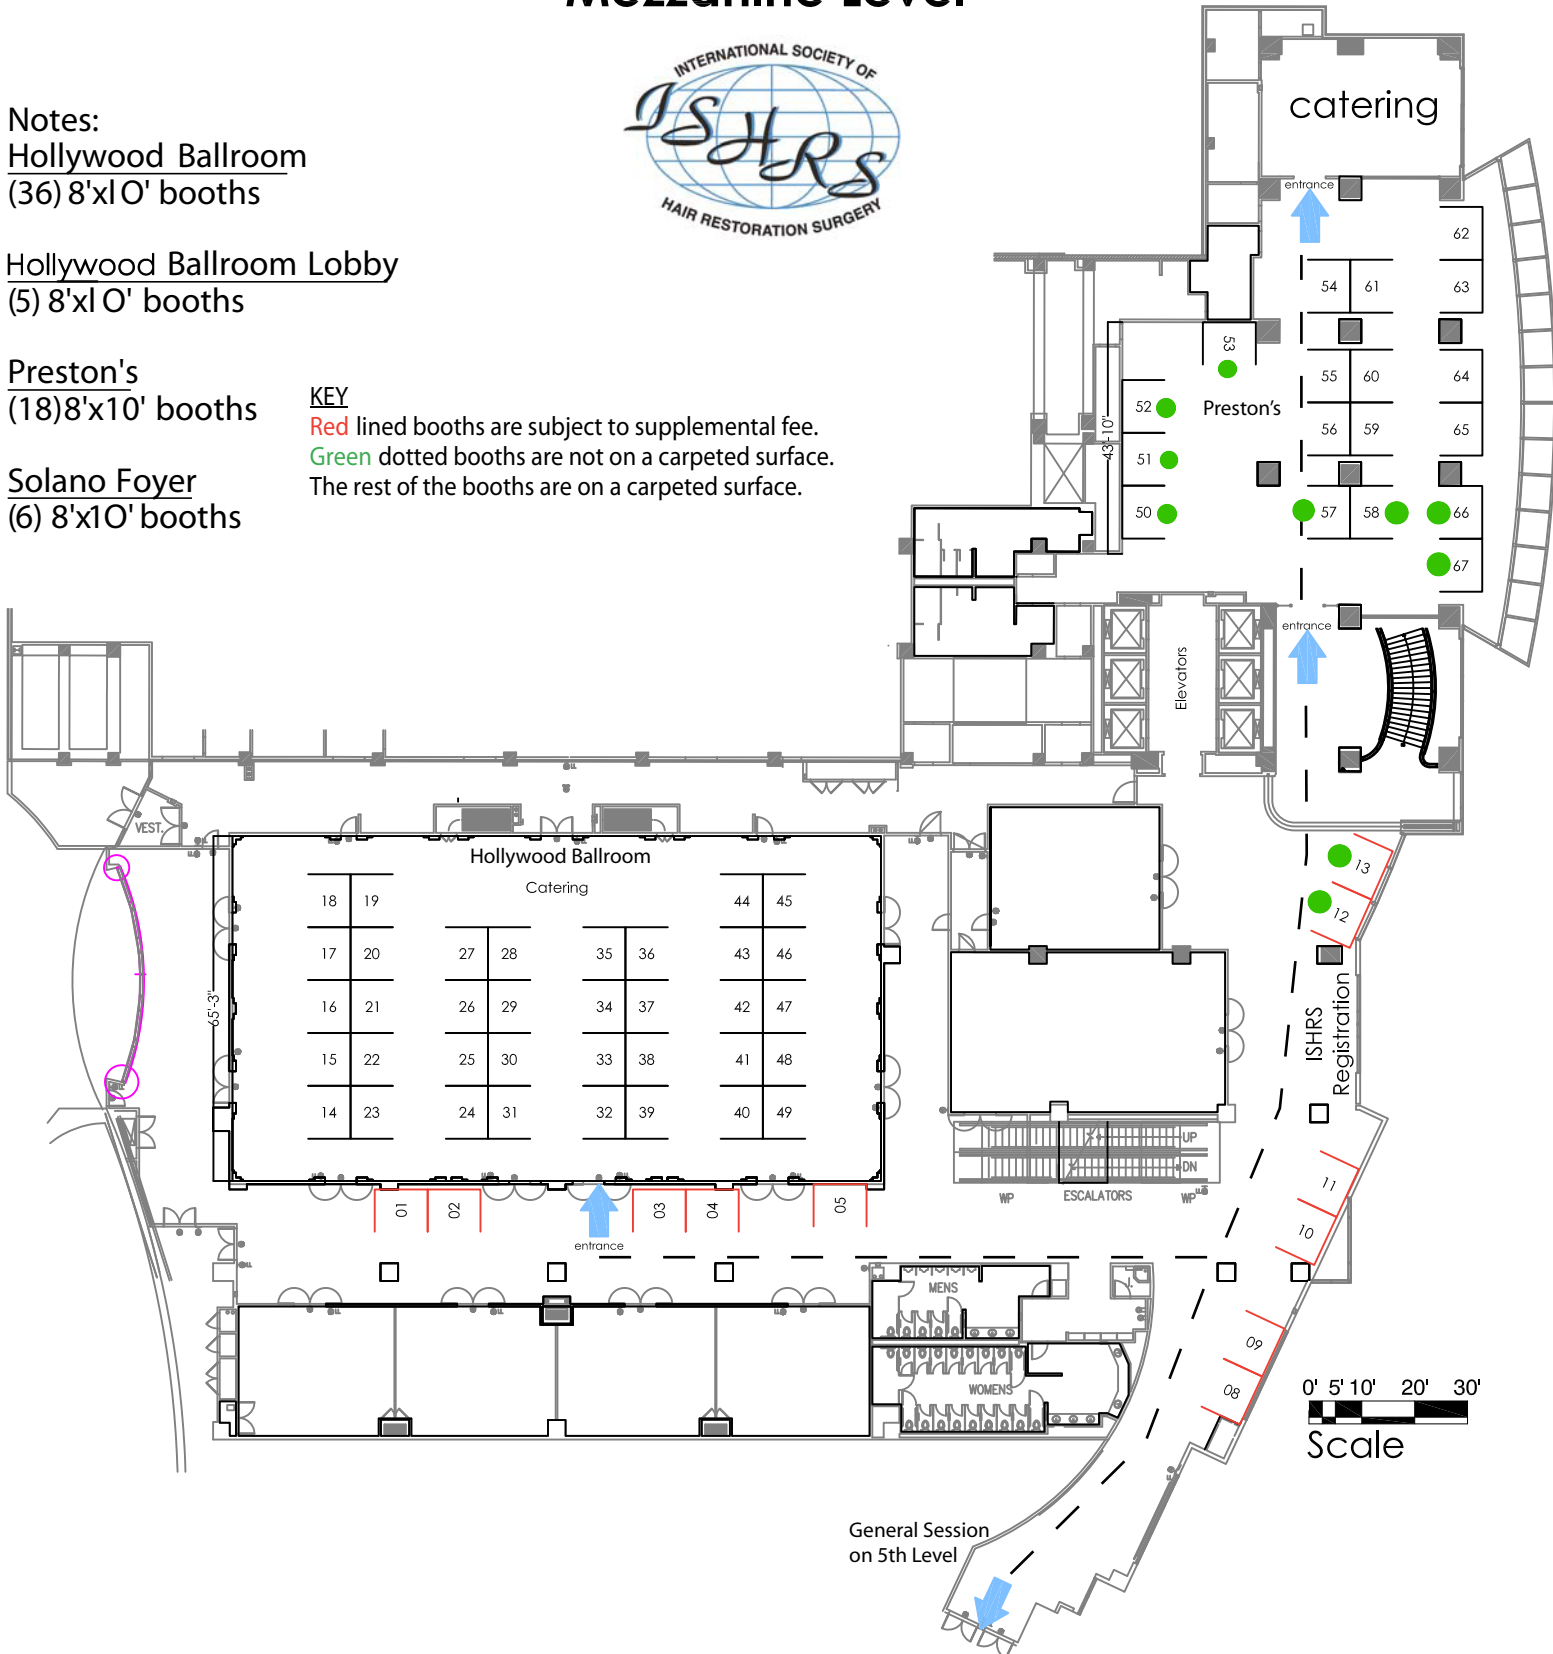 Mezzanine Level
INTERNATIONAL SOCIETY OF
ISHRS
HAIR RESTORATION SURGERY
Notes:
Hollywood Ballroom
(36) 8'xlO' booths
Hollywood Ballroom Lobby
(5) 8'xlO' booths
Preston's
(18)8'x10' booths
Solano Foyer
(6) 8'x1O' booths
KEY
Red lined booths are subject to supplemental fee.
Green dotted booths are not on a carpeted surface.
The rest of the booths are on a carpeted surface.
catering
entrance
62
54 61 63
53
55 60 64
52 Preston's
43'-10"
56 59 65
51
50 57 58 66
67
entrance
Elevators
VEST.
Hollywood Ballroom
Catering
13
12
18 19 44 45
17 20 27 28 35 36 43 46
65'-3"
16 21 26 29 34 37 42 47
15 22 25 30 33 38 41 48
14 23 24 31 32 39 40 49
ISHRS
Registration
UP
DN
WP ESCALATORS WP
01 02 03 04 05
entrance
11
10
MENS
WOMENS
09
08
0' 5' 10' 20' 30'
Scale
General Session
on 5th Level